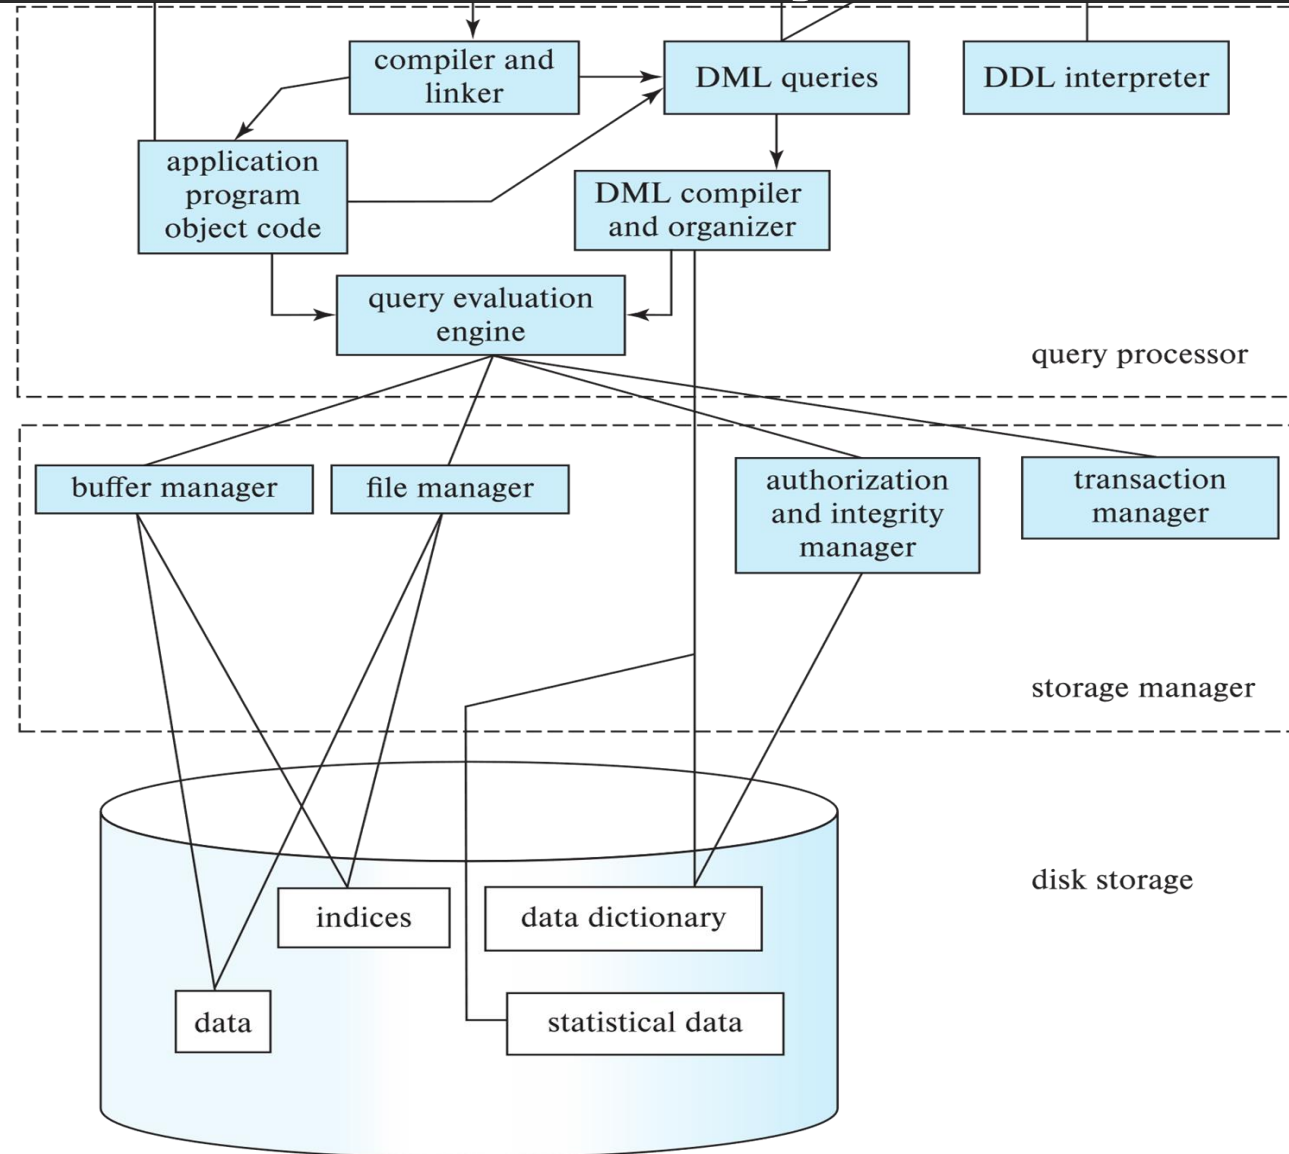 compiler and
linker
DML queries
DDL interpreter
application
program
object code
DML compiler
and organizer
query evaluation
engine
query processor
buffer manager
file manager
authorization
and integrity
manager
transaction
manager
storage manager
disk storage
indices
data dictionary
data
statistical data